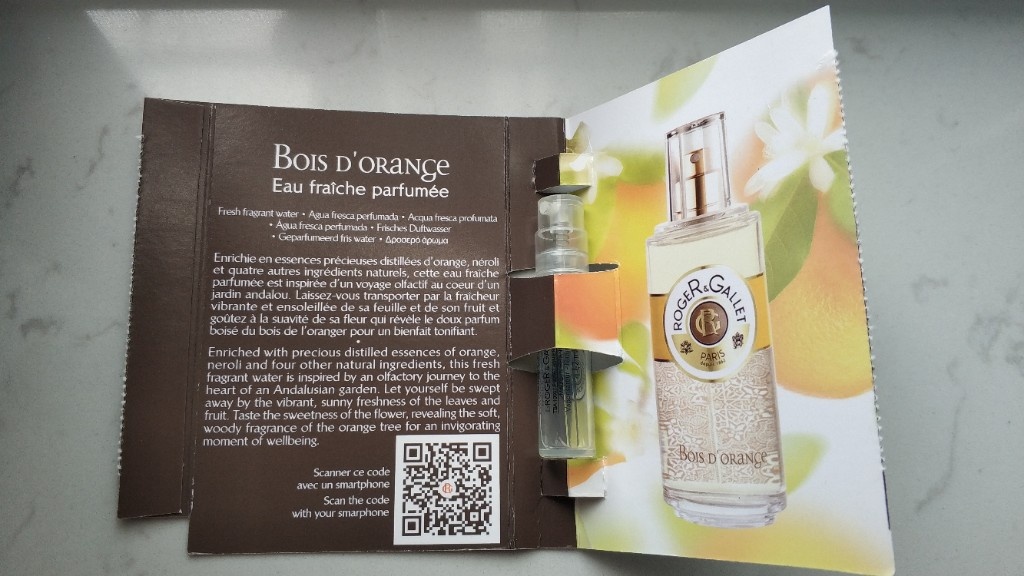 BOIS D'ORANGE
Eau fraîche parfumée
Fresh fragrant water • Agua fresca perfumada • Acqua fresca profumata
• Água fresca perfumada • Frisches Duftwasser
• Geparfumeerd fris water • Δροσερό άρωμα
Enrichie en essences précieuses distillées d'orange, néroli
et quatre autres ingrédients naturels, cette eau fraîche
parfumée est inspirée d'un voyage olfactif au coeur d'un
jardin andalou. Laissez-vous transporter par la fraîcheur
vibrante et ensoleillée de sa feuille et de son fruit et
goûtez à la suavité de sa fleur qui révèle le doux parfum
boisé du bois de l'oranger pour un bienfait tonifiant.
•
Enriched with precious distilled essences of orange,
neroli and four other natural ingredients, this fresh
fragrant water is inspired by an olfactory journey to the
heart of an Andalusian garden. Let yourself be swept
away by the vibrant, sunny freshness of the leaves and
fruit. Taste the sweetness of the flower, revealing the soft,
woody fragrance of the orange tree for an invigorating
moment of wellbeing.
Scanner ce code
avec un smartphone
Scan the code
with your smarphone
ROGER & GALLET
PARIS
BOIS D'ORANGE